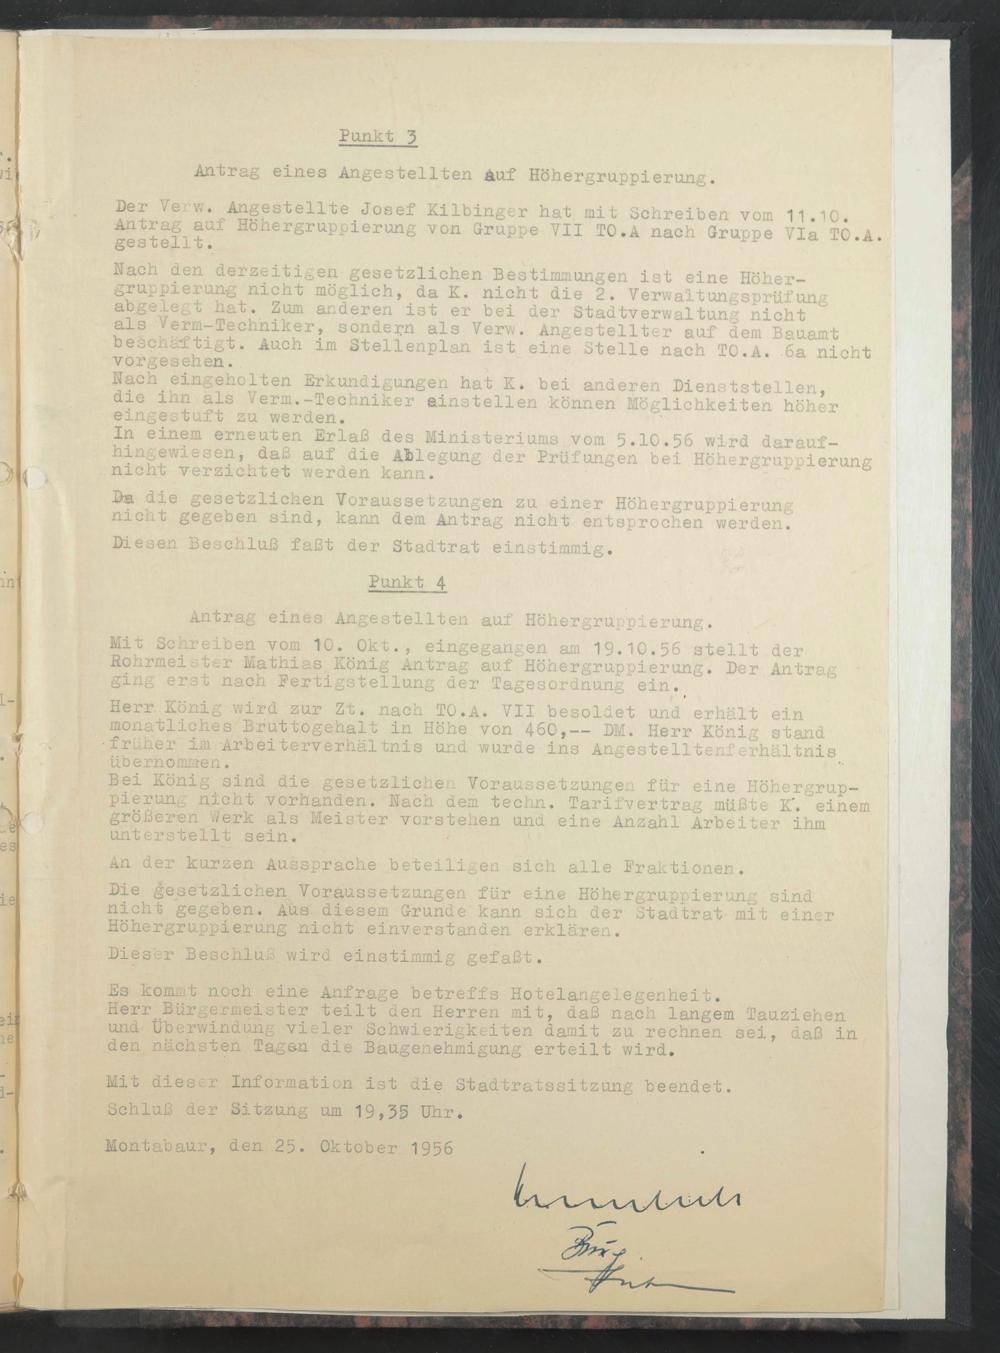 Punkt 3
Antrag eines Angestellten auf Höhergruppierung.
Der Verw. Angestellte Josef Kilbinger hat mit Schreiben vom 11.10.
Antrag auf Höhergruppierung von Gruppe VII TO.A nach Gruppe VIa TO.A.
gestellt.
Nach den derzeitigen gesetzlichen Bestimmungen ist eine Höher-
gruppierung nicht möglich, da K. nicht die 2. Verwaltungsprüfung
abgelegt hat. Zum anderen ist er bei der Stadtverwaltung nicht
als Verm-Techniker, sondern als Verw. Angestellter auf dem Bauamt
beschäftigt. Auch im Stellenplan ist eine Stelle nach TO.A. 6a nicht
vorgesehen.
Nach eingeholten Erkundigungen hat K. bei anderen Dienststellen,
die ihn als Verm.-Techniker einstellen können Möglichkeiten höher
eingestuft zu werden.
In einem erneuten Erlaß des Ministeriums vom 5.10.56 wird darauf-
hingewiesen, daß auf die Ablegung der Prüfungen bei Höhergruppierung
nicht verzichtet werden kann.
Da die gesetzlichen Voraussetzungen zu einer Höhergruppierung
nicht gegeben sind, kann dem Antrag nicht entsprochen werden.
Diesen Beschluß faßt der Stadtrat einstimmig.
Punkt 4
Antrag eines Angestellten auf Höhergruppierung.
Mit Schreiben vom 10. Okt., eingegangen am 19.10.56 stellt der
Rohrmeister Mathias König Antrag auf Höhergruppierung. Der Antrag
ging erst nach Fertigstellung der Tagesordnung ein.
Herr König wird zur Zt. nach TO.A. VII besoldet und erhält ein
monatliches Bruttogehalt in Höhe von 460,-- DM. Herr König stand
früher im Arbeiterverhältnis und wurde ins Angestelltenferhältnis
übernommen.
Bei König sind die gesetzlichen Voraussetzungen für eine Höhergrup-
pierung nicht vorhanden. Nach dem techn. Tarifvertrag müßte K. einem
größeren Werk als Meister vorstehen und eine Anzahl Arbeiter ihm
unterstellt sein.
An der kurzen Aussprache beteiligen sich alle Fraktionen.
Die gesetzlichen Voraussetzungen für eine Höhergruppierung sind
nicht gegeben. Aus diesem Grunde kann sich der Stadtrat mit einer
Höhergruppierung nicht einverstanden erklären.
Dieser Beschluß wird einstimmig gefaßt.
Es kommt noch eine Anfrage betreffs Hotelangelegenheit.
Herr Bürgermeister teilt den Herren mit, daß nach langem Tauziehen
und Überwindung vieler Schwierigkeiten damit zu rechnen sei, daß in
den nächsten Tagen die Baugenehmigung erteilt wird.
Mit dieser Information ist die Stadtratssitzung beendet.
Schluß der Sitzung um 19,35 Uhr.
Montabaur, den 25. Oktober 1956